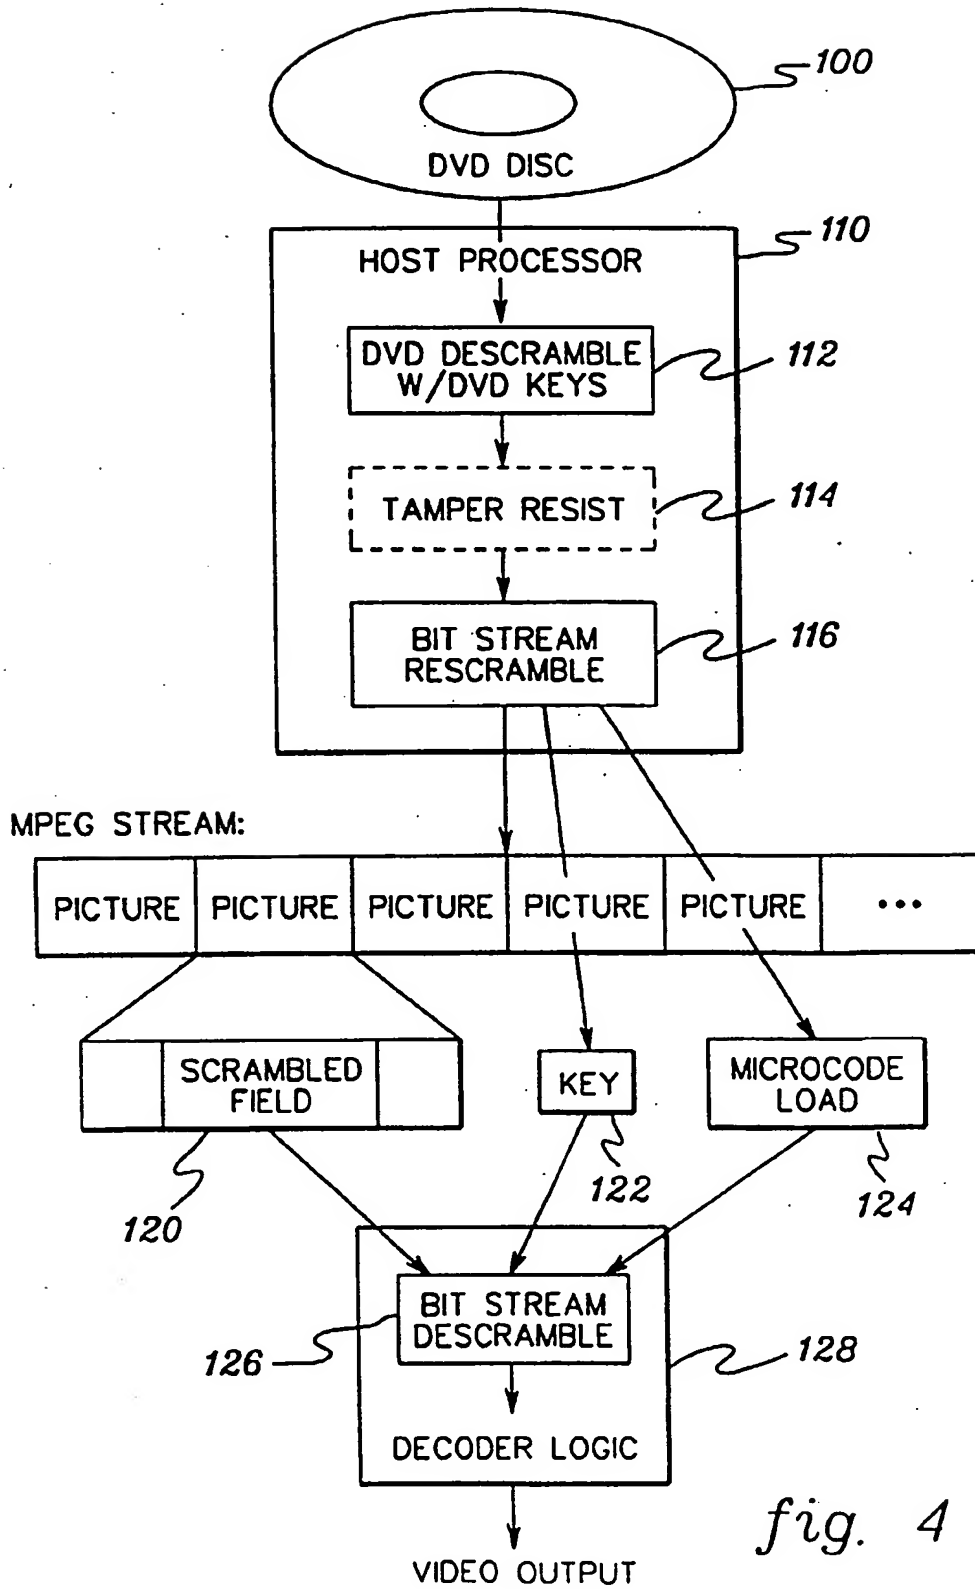 100
DVD DISC
110
HOST PROCESSOR
DVD DESCRAMBLE
W/DVD KEYS
112
TAMPER RESIST
114
BIT STREAM
RESCRAMBLE
116
MPEG STREAM:
PICTURE PICTURE PICTURE PICTURE PICTURE •••
SCRAMBLED
FIELD
KEY
MICROCODE
LOAD
120
122
124
BIT STREAM
DESCRAMBLE
126
128
DECODER LOGIC
VIDEO OUTPUT
fig. 4